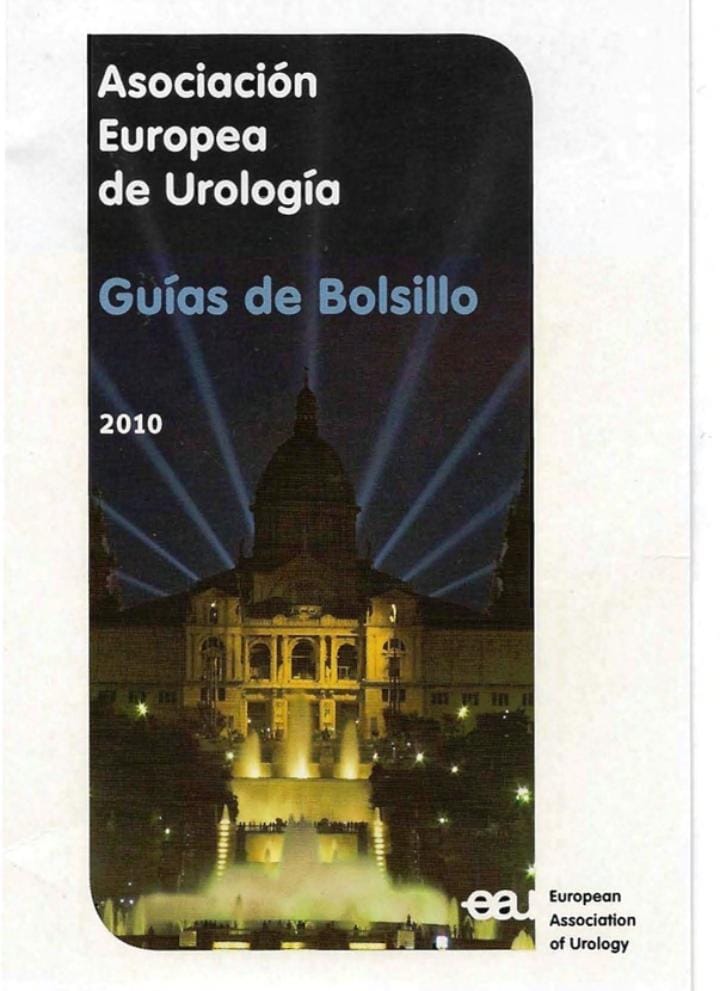 Asociación
Europea
de Urología
Guías de Bolsillo
2010
eau
European
Association
of Urology